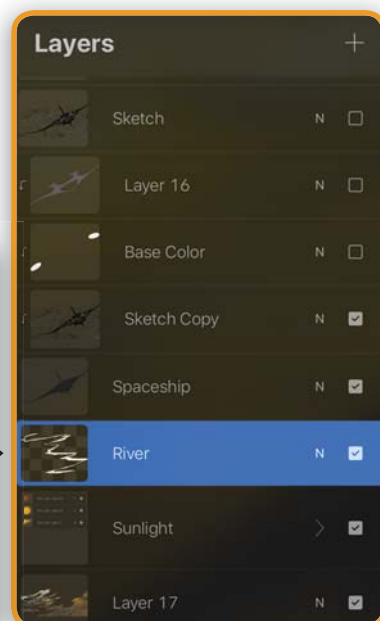 Layers
Sketch N
Layer 16 N
Base Color N
Sketch Copy N
Spaceship N
River N
Sunlight
Layer 17 N